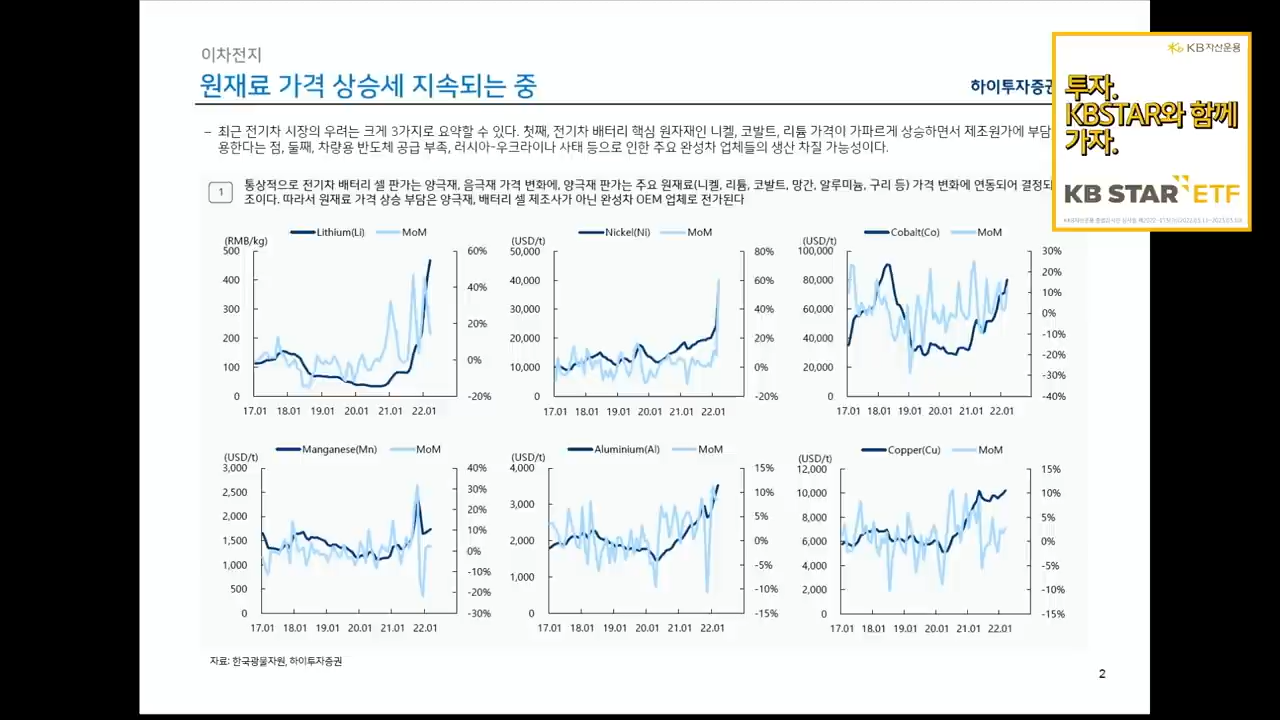 이차전지
원재료 가격 상승세 지속되는 중
하이투자증권
– 최근 전기차 시장의 우려는 크게 3가지로 요약할 수 있다. 첫째, 전기차 배터리 핵심 원자재인 니켈, 코발트, 리튬 가격이 가파르게 상승하면서 제조원가에 부담
용한다는 점, 둘째, 차량용 반도체 공급 부족, 러시아-우크라이나 사태 등으로 인한 주요 완성차 업체들의 생산 차질 가능성이다.
1
통상적으로 전기차 배터리 셀 판가는 양극재, 음극재 가격 변화에, 양극재 판가는 주요 원재료(니켈, 리튬, 코발트, 망간, 알루미늄, 구리 등) 가격 변화에 연동되어 결정되
조이다. 따라서 원재료 가격 상승 부담은 양극재, 배터리 셀 제조사가 아닌 완성차 OEM 업체로 전가된다
KB자산운용
투자.
KBSTAR와 함께
가자.
KB STAR ETF
(RMB/kg) Lithium(Li) MoM
500 60%
400 40%
300 20%
200 0%
100 -20%
0
17.01 18.01 19.01 20.01 21.01 22.01
(USD/t) Nickel(Ni) MoM
50,000 80%
40,000 60%
30,000 40%
20,000 20%
10,000 0%
0 -20%
17.01 18.01 19.01 20.01 21.01 22.01
(USD/t) Cobalt(Co) MoM
100,000 30%
80,000 20%
60,000 10%
40,000 0%
20,000 -10%
0 -20%
-30%
-40%
17.01 18.01 19.01 20.01 21.01 22.01
(USD/t) Manganese(Mn) MoM
3,000 40%
2,500 30%
2,000 20%
1,500 10%
1,000 0%
500 -10%
0 -20%
-30%
17.01 18.01 19.01 20.01 21.01 22.01
(USD/t) Aluminium(Al) MoM
4,000 15%
3,000 10%
2,000 5%
1,000 0%
0 -5%
-10%
-15%
17.01 18.01 19.01 20.01 21.01 22.01
(USD/t) Copper(Cu) MoM
12,000 15%
10,000 10%
8,000 5%
6,000 0%
4,000 -5%
2,000 -10%
0 -15%
17.01 18.01 19.01 20.01 21.01 22.01
자료: 한국광물자원, 하이투자증권
2